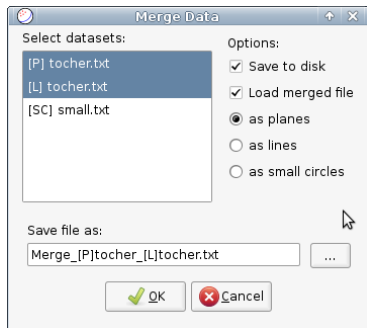 Merge Data
Select datasets:
[P] tocher.txt
[L] tocher.txt
[SC] small.txt
Options:
Save to disk
Load merged file
as planes
as lines
as small circles
Save file as:
Merge_[P]tocher_[L]tocher.txt
...
OK
Cancel